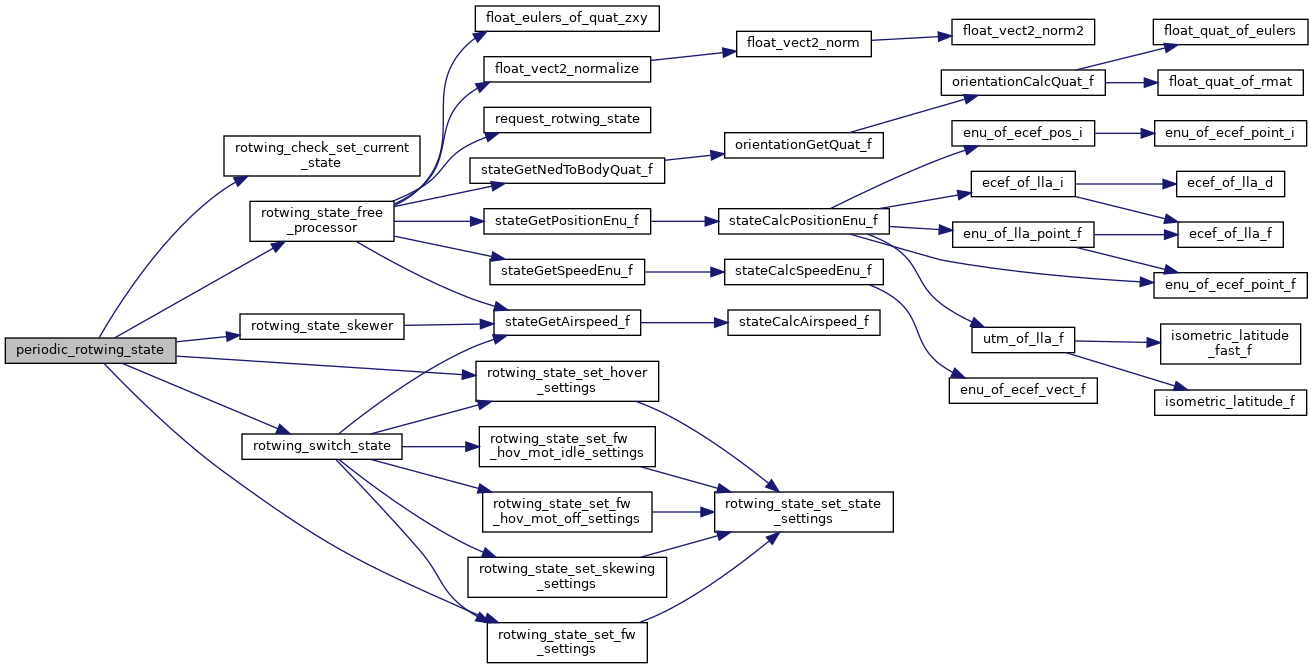 periodic_rotwing_state
rotwing_check_set_current
_state
rotwing_state_free
_processor
rotwing_state_skewer
rotwing_switch_state
float_eulers_of_quat_zxy
float_vect2_normalize
request_rotwing_state
stateGetNedToBodyQuat_f
stateGetPositionEnu_f
stateGetSpeedEnu_f
stateGetAirspeed_f
rotwing_state_set_hover
_settings
rotwing_state_set_fw
_hov_mot_idle_settings
rotwing_state_set_fw
_hov_mot_off_settings
rotwing_state_set_skewing
_settings
rotwing_state_set_fw
_settings
float_vect2_norm
orientationGetQuat_f
stateCalcPositionEnu_f
stateCalcSpeedEnu_f
stateCalcAirspeed_f
rotwing_state_set_state
_settings
float_vect2_norm2
orientationCalcQuat_f
enu_of_ecef_pos_i
ecef_of_lla_i
enu_of_lla_point_f
utm_of_lla_f
enu_of_ecef_vect_f
float_quat_of_eulers
float_quat_of_rmat
enu_of_ecef_point_i
ecef_of_lla_d
ecef_of_lla_f
enu_of_ecef_point_f
isometric_latitude
_fast_f
isometric_latitude_f